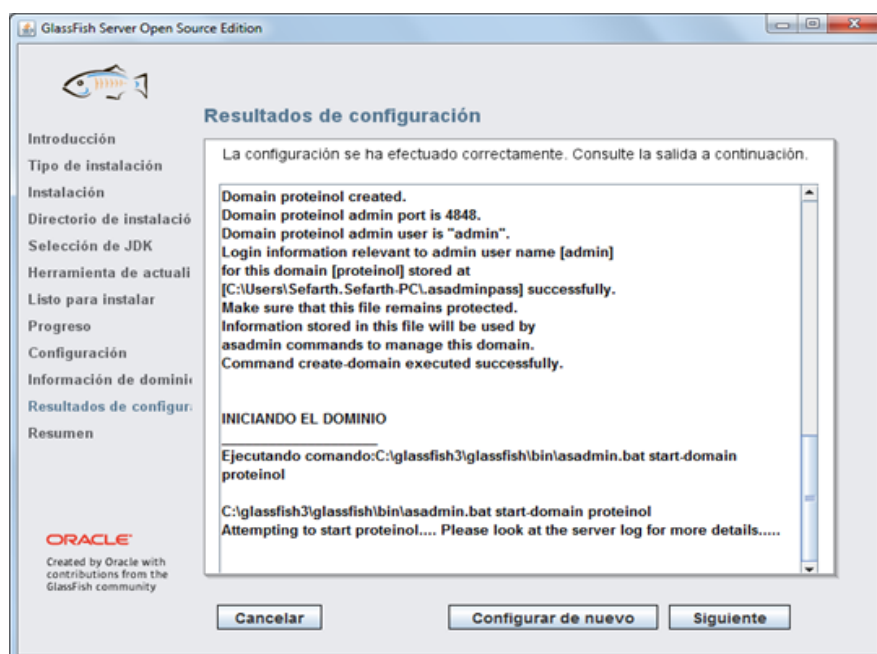 GlassFish Server Open Source Edition
Resultados de configuración
Introducción
Tipo de instalación
Instalación
Directorio de instalació
Selección de JDK
Herramienta de actuali
Listo para instalar
Progreso
Configuración
Información de domini
Resultados de configur
Resumen
La configuración se ha efectuado correctamente. Consulte la salida a continuación.
Domain proteinol created.
Domain proteinol admin port is 4848.
Domain proteinol admin user is "admin".
Login information relevant to admin user name [admin]
for this domain [proteinol] stored at
[C:\Users\Sefarth.Sefarth-PC\.asadminpass] successfully.
Make sure that this file remains protected.
Information stored in this file will be used by
asadmin commands to manage this domain.
Command create-domain executed successfully.
INICIANDO EL DOMINIO
Ejecutando comando:C:\glassfish3\glassfish\bin\asadmin.bat start-domain
proteinol
C:\glassfish3\glassfish\bin\asadmin.bat start-domain proteinol
Attempting to start proteinol.... Please look at the server log for more details.....
ORACLE
Created by Oracle with
contributions from the
GlassFish community
Cancelar
Configurar de nuevo
Siguiente